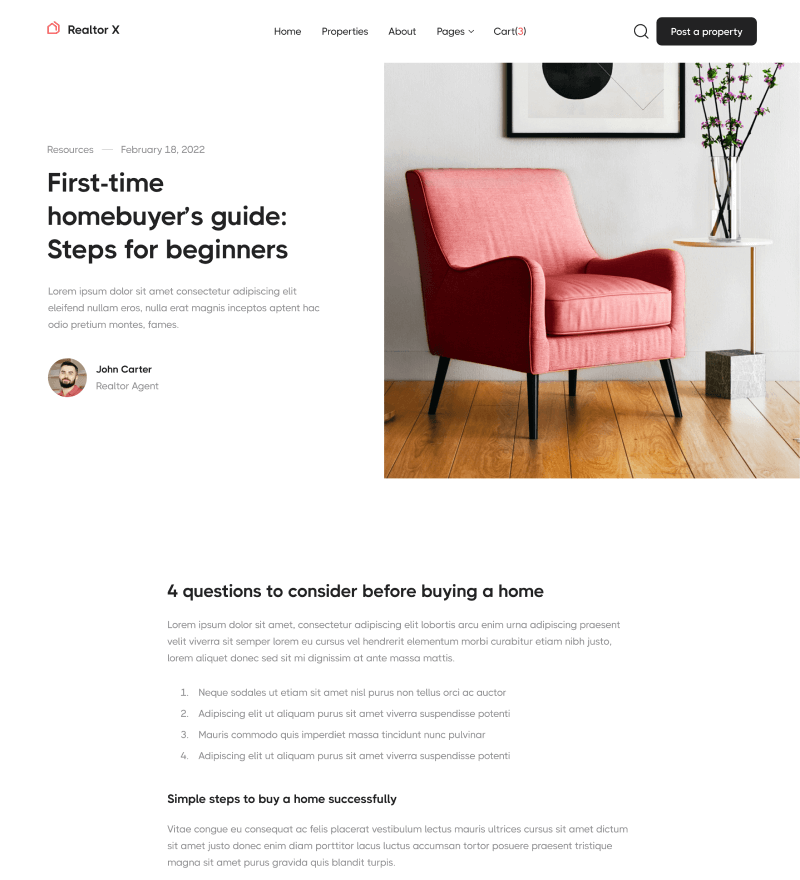 Realtor X
Home Properties About Pages Cart(3)
Post a property
Resources — February 18, 2022
First-time
homebuyer’s guide:
Steps for beginners
Lorem ipsum dolor sit amet consectetur adipiscing elit
eleifend nullam eros, nulla erat magnis inceptos aptent hac
odio pretium montes, fames.
John Carter
Realtor Agent
4 questions to consider before buying a home
Lorem ipsum dolor sit amet, consectetur adipiscing elit lobortis arcu enim urna adipiscing praesent
velit viverra sit semper lorem eu cursus vel hendrerit elementum morbi curabitur etiam nibh justo,
lorem aliquet donec sed sit mi dignissim at ante massa mattis.
1. Neque sodales ut etiam sit amet nisl purus non tellus orci ac auctor
2. Adipiscing elit ut aliquam purus sit amet viverra suspendisse potenti
3. Mauris commodo quis imperdiet massa tincidunt nunc pulvinar
4. Adipiscing elit ut aliquam purus sit amet viverra suspendisse potenti
Simple steps to buy a home successfully
Vitae congue eu consequat ac felis placerat vestibulum lectus mauris ultrices cursus sit amet dictum
sit amet justo donec enim diam porttitor lacus luctus accumsan tortor posuere praesent tristique
magna sit amet purus gravida quis blandit turpis.